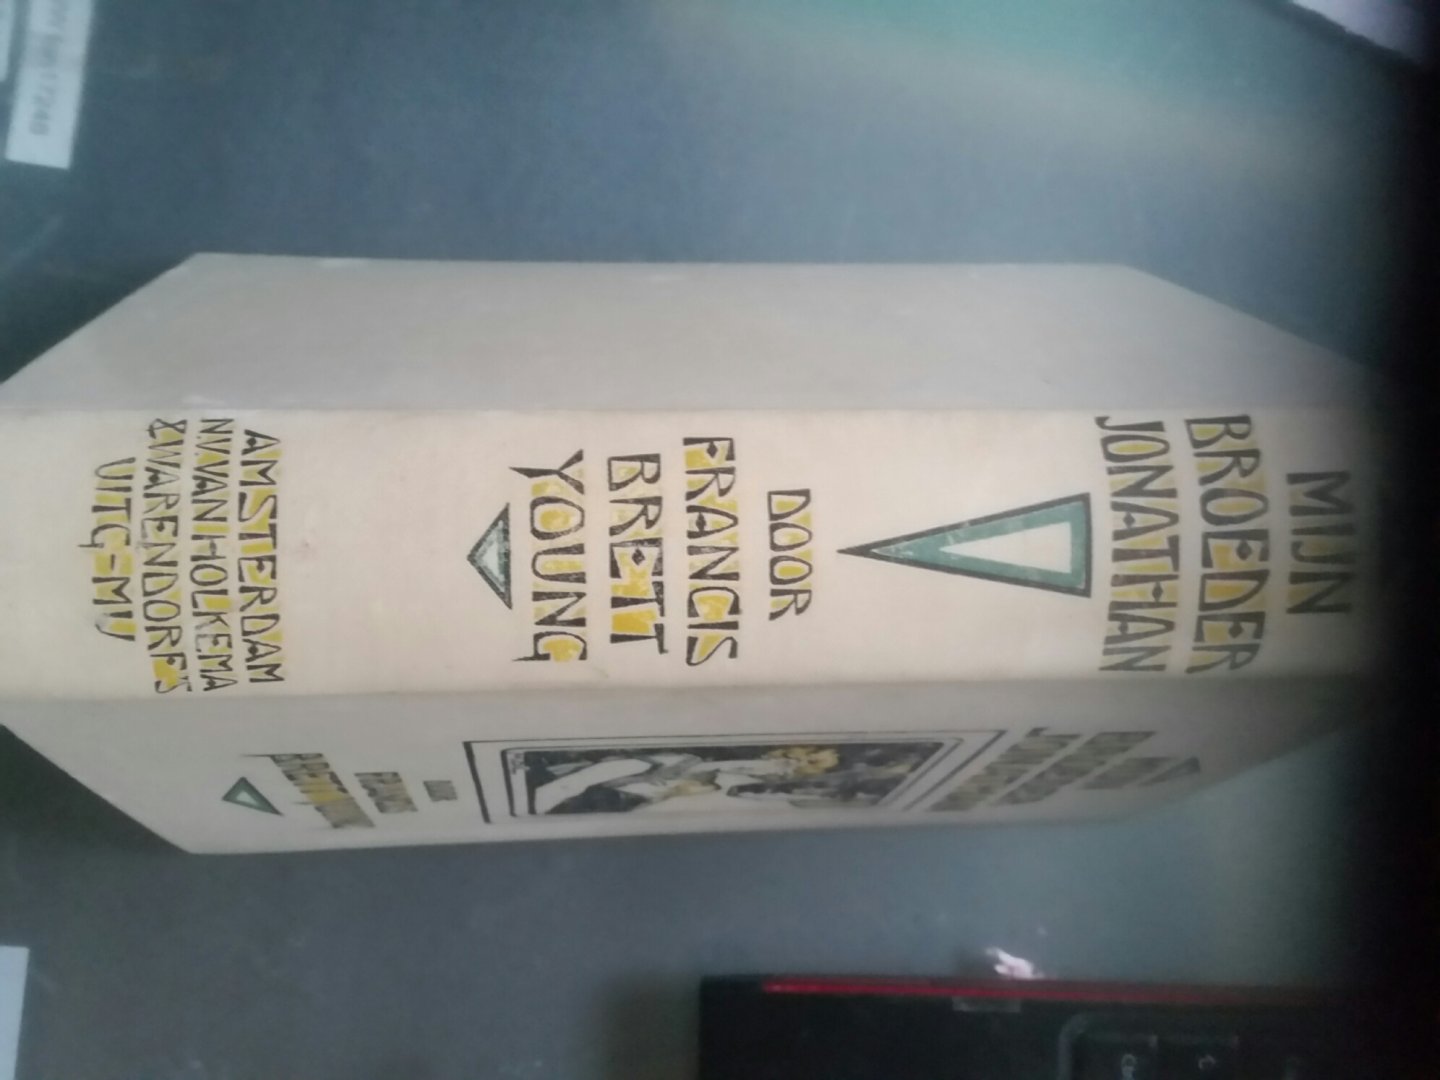 MIJN
BROEDER
JONATHAN
DOOR
FRANCIS
BRETT
YOUNG
AMSTERDAM
N.V. VAN HOLKEMA
& WARENDORF'S
UITG-MIJ